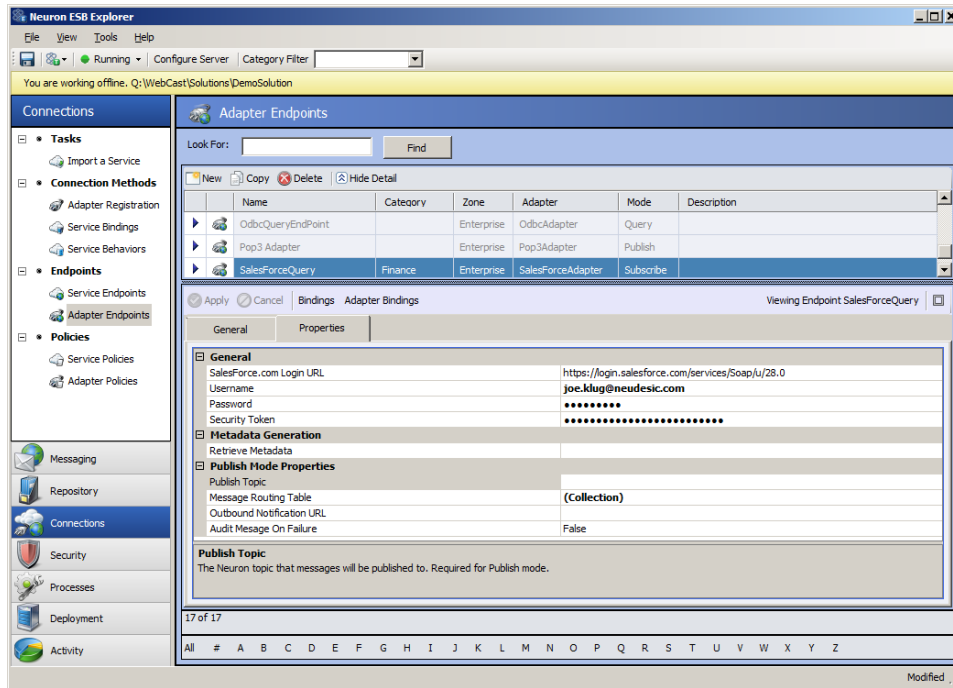 Neuron ESB Explorer
File View Tools Help
Running Configure Server Category Filter
You are working offline. Q:\WebCast\Solutions\DemoSolution
Connections
Tasks
Import a Service
Connection Methods
Adapter Registration
Service Bindings
Service Behaviors
Endpoints
Service Endpoints
Adapter Endpoints
Policies
Service Policies
Adapter Policies
Messaging
Repository
Connections
Security
Processes
Deployment
Activity
Adapter Endpoints
Look For: Find
New Copy Delete Hide Detail
Name Category Zone Adapter Mode Description
OdbcQueryEndPoint Enterprise OdbcAdapter Query
Pop3 Adapter Enterprise Pop3Adapter Publish
SalesForceQuery Finance Enterprise SalesForceAdapter Subscribe
Apply Cancel Bindings Adapter Bindings Viewing Endpoint SalesForceQuery
General Properties
General
SalesForce.com Login URL https://login.salesforce.com/services/Soap/u/28.0
Username joe.klug@neudesic.com
Password •••••••••
Security Token •••••••••••••••••••••••••
Metadata Generation
Retrieve Metadata
Publish Mode Properties
Publish Topic
Message Routing Table (Collection)
Outbound Notification URL
Audit Mesage On Failure False
Publish Topic
The Neuron topic that messages will be published to. Required for Publish mode.
17 of 17
All # A B C D E F G H I J K L M N O P Q R S T U V W X Y Z
Modified